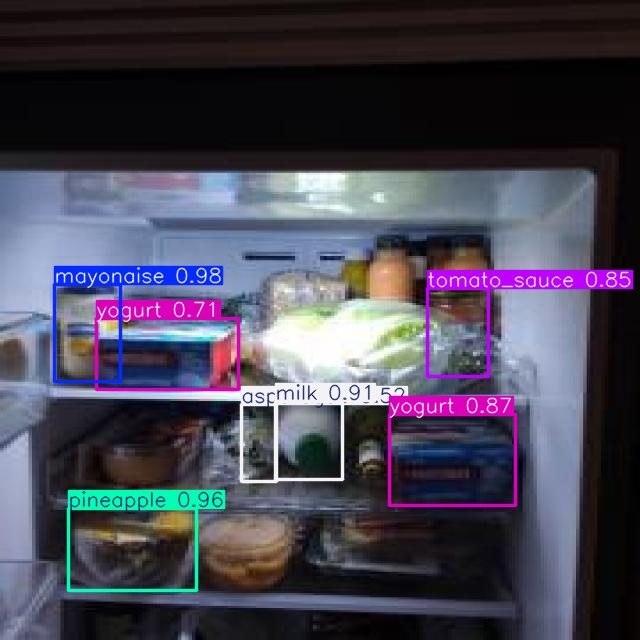 mayonaise 0.98
tomato_sauce 0.85
yogurt 0.71
milk 0.91
yogurt 0.87
pineapple 0.96